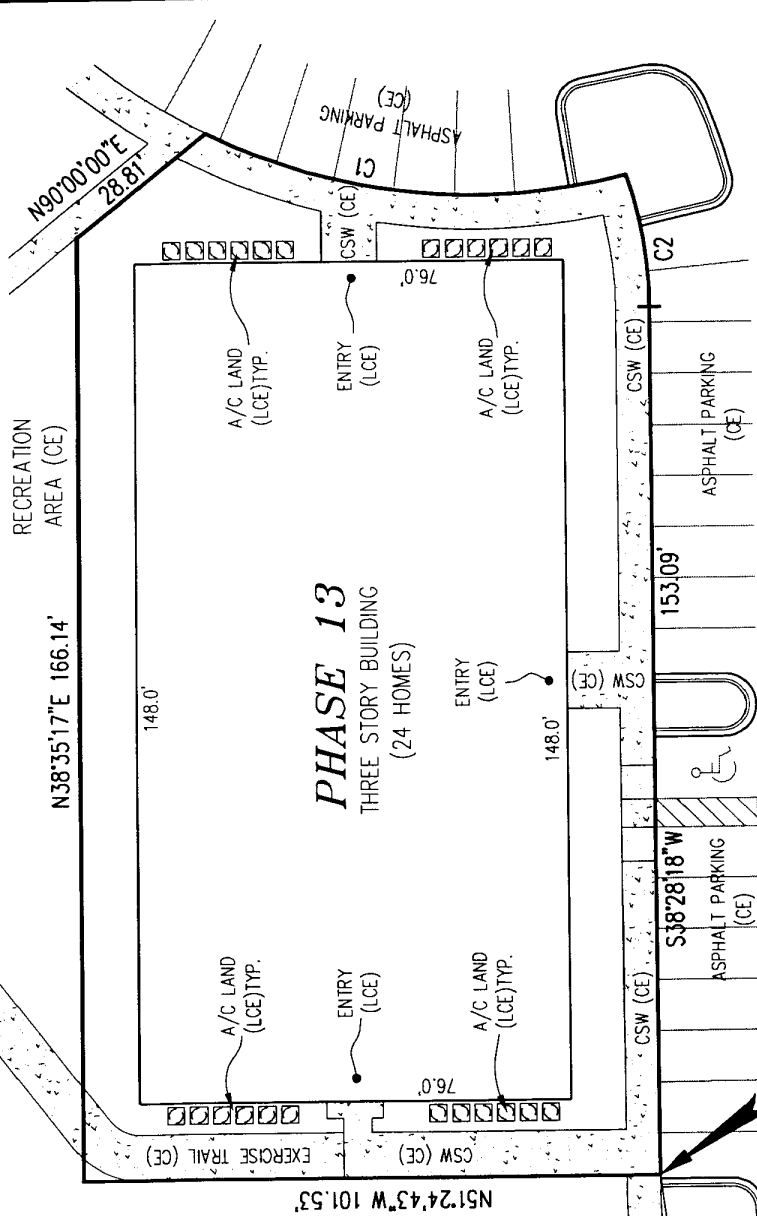 N90°00'00"E
28.81'
ASPHALT PARKING
(CE)
C1
RECREATION
AREA (CE)
N38°35'17"E 166.14'
CSW (CE)
A/C LAND
(LCE)TYP.
ENTRY
(LCE)
76.0'
A/C LAND
(LCE)TYP.
C2
148.0'
PHASE 13
THREE STORY BUILDING
(24 HOMES)
ENTRY
(LCE)
148.0'
CSW (CE)
CSW (CE)
153.09'
ASPHALT PARKING
(CE)
A/C LAND
(LCE)TYP.
ENTRY
(LCE)
A/C LAND
(LCE)TYP.
76.0'
EXERCISE TRAIL (CE)
CSW (CE)
CSW (CE)
S38°28'18"W
ASPHALT PARKING
(CE)
N51°24'43"W 101.53'